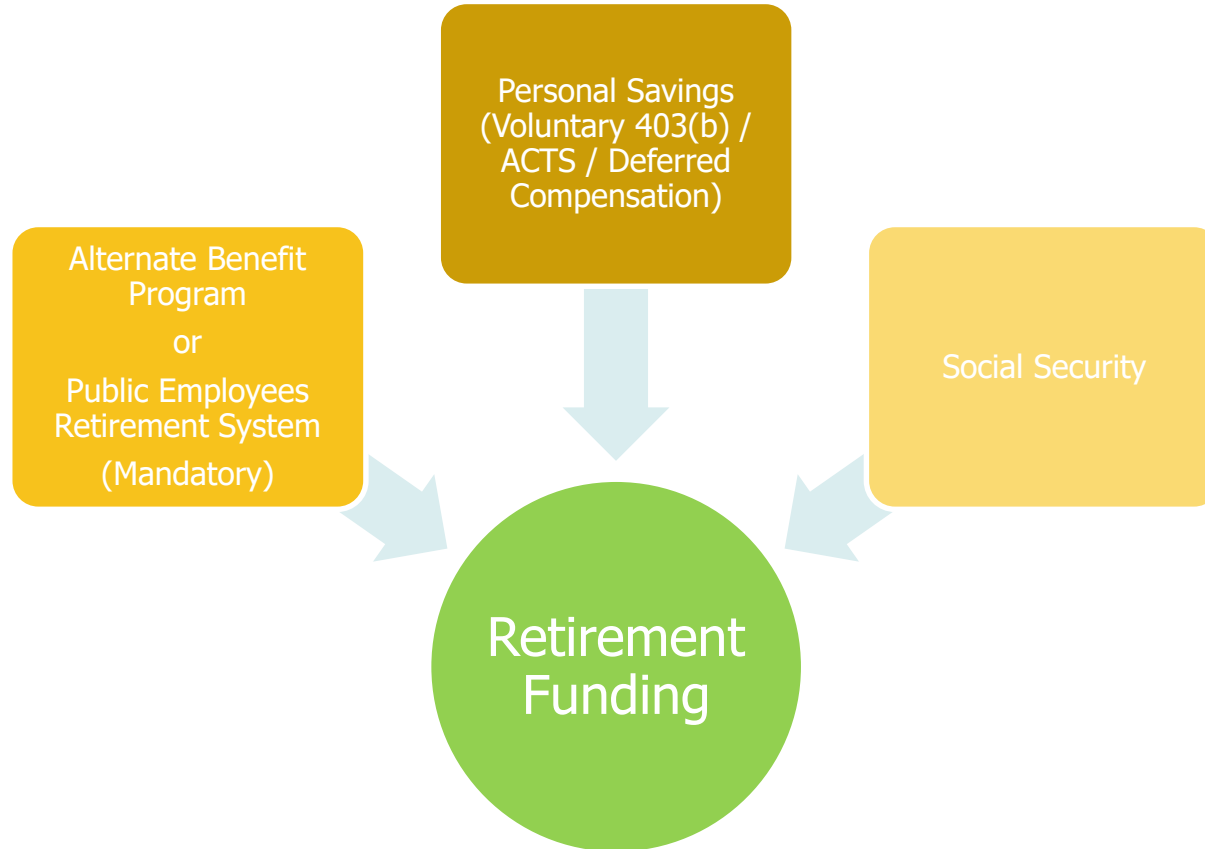 Personal Savings
(Voluntary 403(b) /
ACTS / Deferred
Compensation)
Alternate Benefit
Program
or
Public Employees
Retirement System
(Mandatory)
Social Security
Retirement
Funding